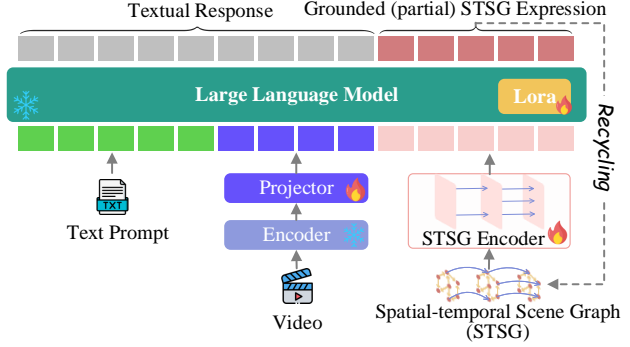 Textual Response
Grounded (partial) STSG Expression
Large Language Model
Lora
Recycling
Projector
TXT
Encoder
STSG Encoder
Text Prompt
Video
Spatial-temporal Scene Graph
(STSG)